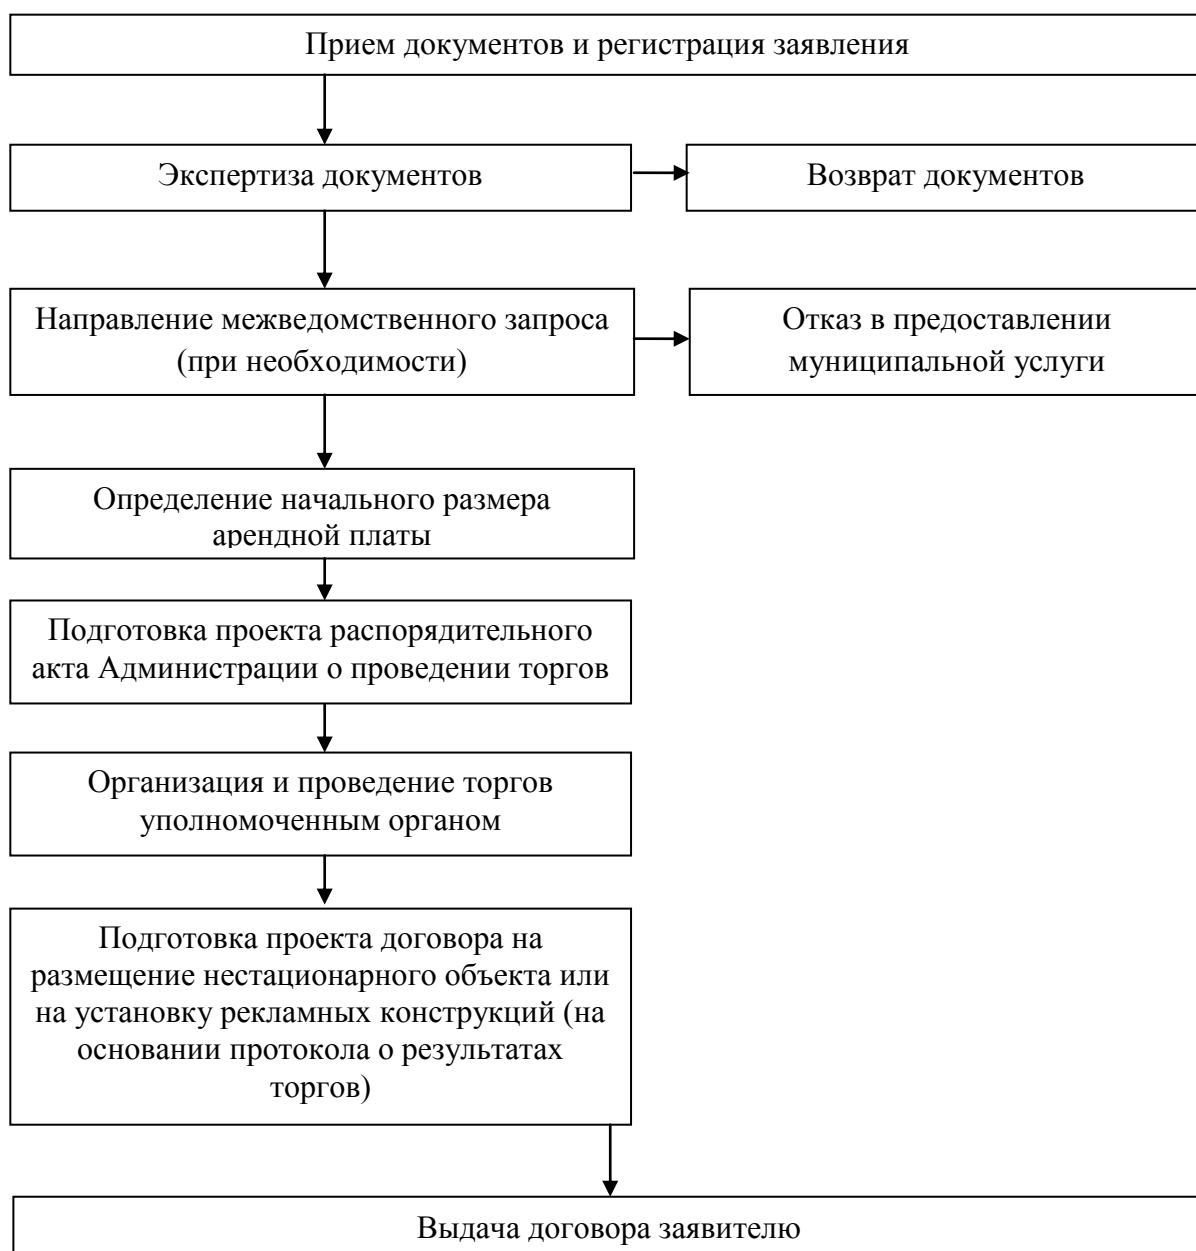 Прием документов и регистрация заявления
Экспертиза документов
Возврат документов
Направление межведомственного запроса
(при необходимости)
Отказ в предоставлении
муниципальной услуги
Определение начального размера
арендной платы
Подготовка проекта распорядительного
акта Администрации о проведении торгов
Организация и проведение торгов
уполномоченным органом
Подготовка проекта договора на
размещение нестационарного объекта или
на установку рекламных конструкций (на
основании протокола о результатах
торгов)
Выдача договора заявителю